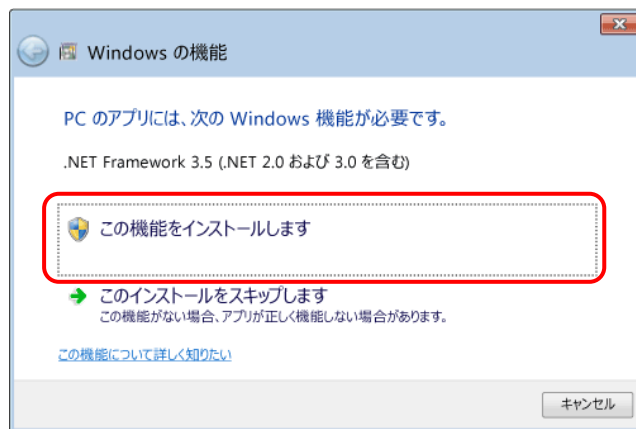 Windows の機能
PC のアプリには、次の Windows 機能が必要です。
.NET Framework 3.5 (.NET 2.0 および 3.0 を含む)
この機能をインストールします
このインストールをスキップします
この機能がない場合、アプリが正しく機能しない場合があります。
この機能について詳しく知りたい
キャンセル